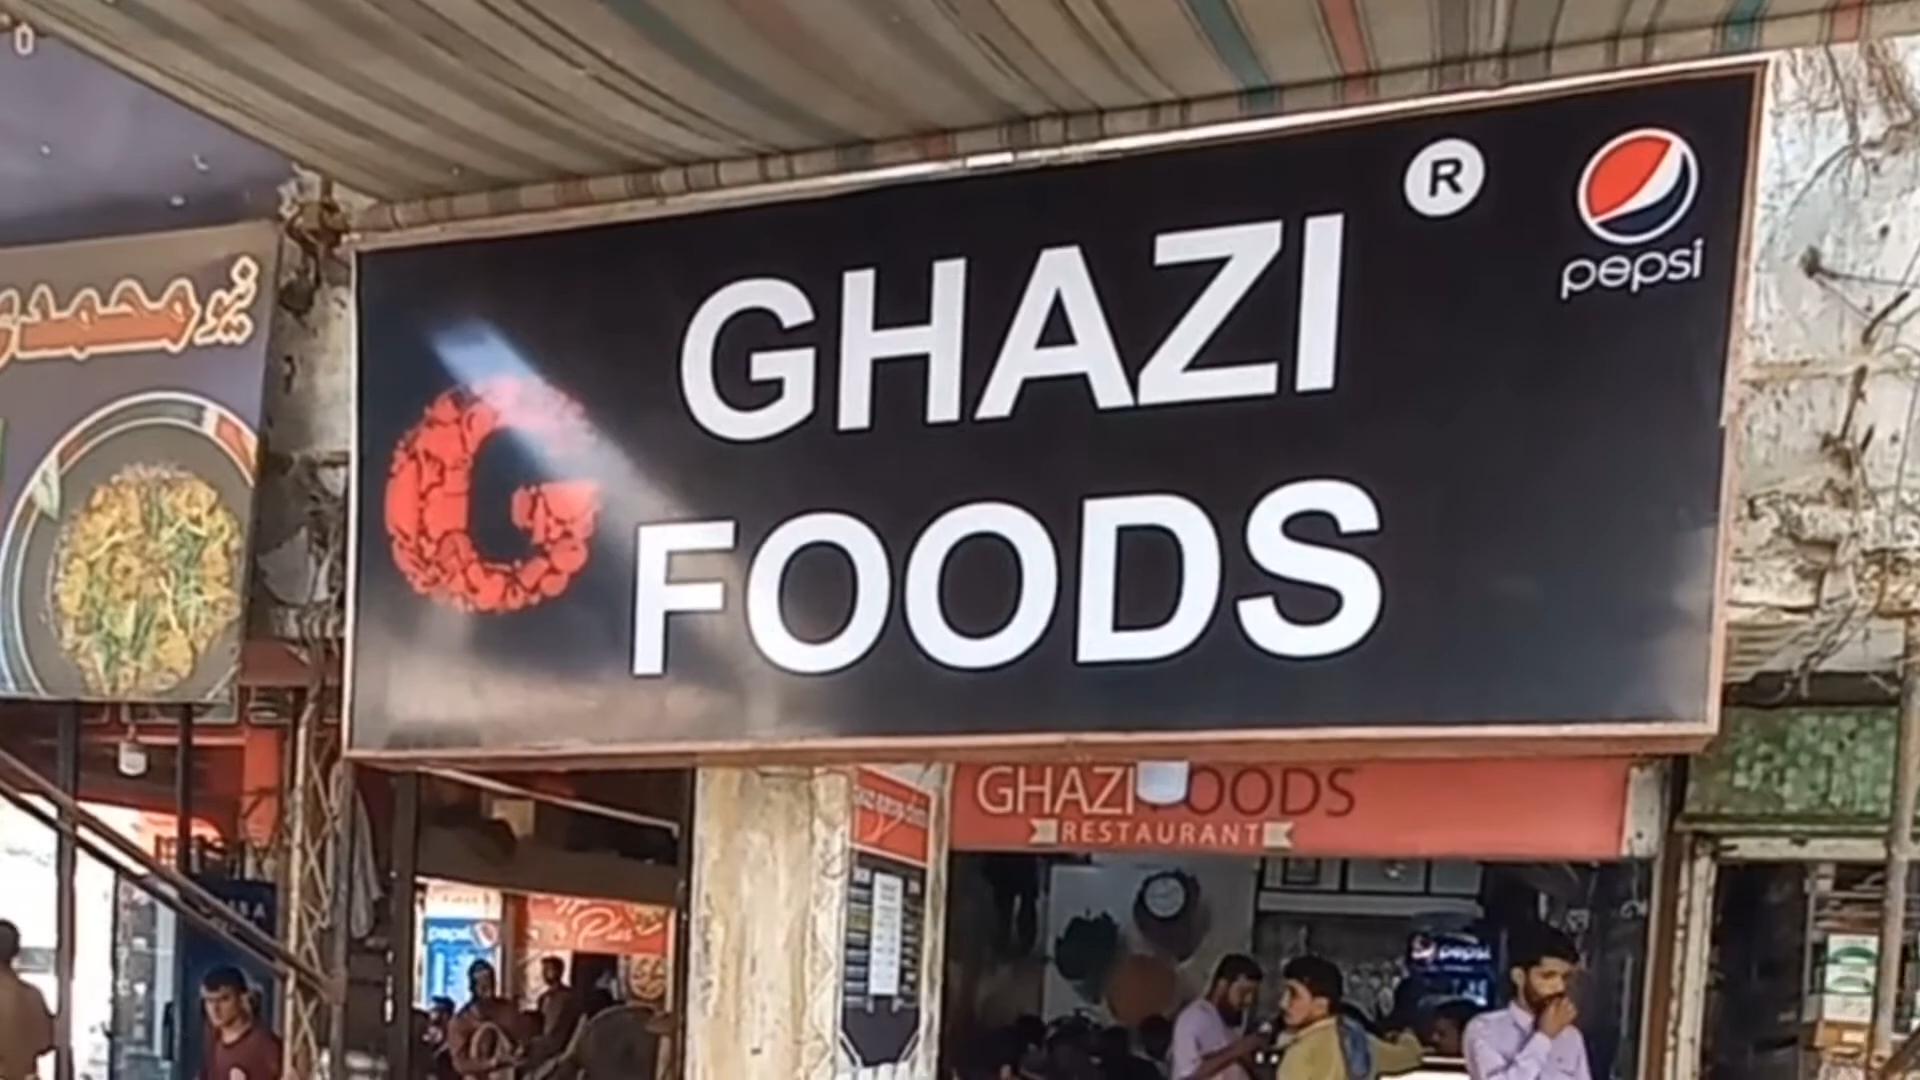 نیو محمدی
GHAZI
®
pepsi
G
FOODS
GHAZI FOODS
RESTAURANT
pepsi
pepsi